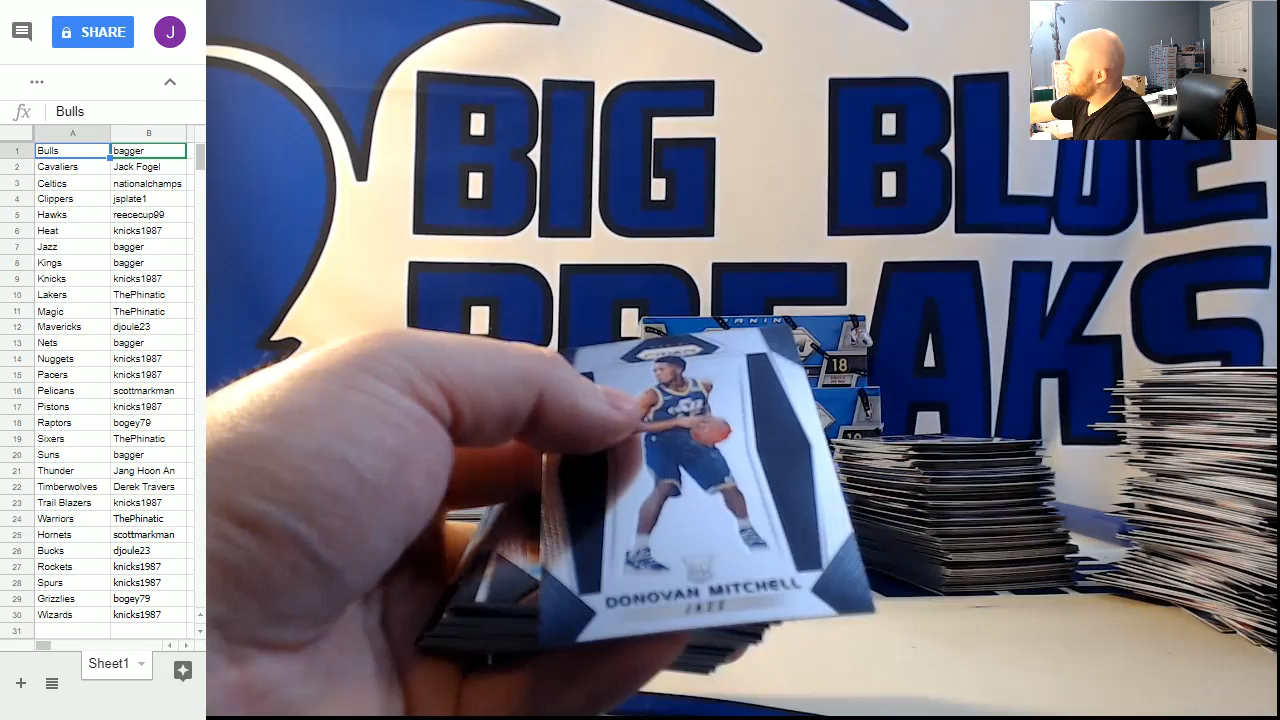 SHARE
J
...
fx Bulls
A B
1 Bulls bagger
2 Cavaliers Jack Fogel
3 Celtics nationalchamps
4 Clippers jsplate1
5 Hawks reececup99
6 Heat knicks1987
7 Jazz bagger
8 Kings bagger
9 Knicks knicks1987
10 Lakers ThePhinatic
11 Magic ThePhinatic
12 Mavericks djoule23
13 Nets bagger
14 Nuggets knicks1987
15 Pacers knicks1987
16 Pelicans scottmarkman
17 Pistons knicks1987
18 Raptors bogey79
19 Sixers ThePhinatic
20 Suns bagger
21 Thunder Jang Hoon An
22 Timberwolves Derek Travers
23 Trail Blazers knicks1987
24 Warriors ThePhinatic
25 Hornets scottmarkman
26 Bucks djoule23
27 Rockets knicks1987
28 Spurs knicks1987
29 Grizzlies bogey79
30 Wizards knicks1987
31
Sheet1
BIG BLUE
BREAKS
PANINI
18
PRIZM
DONOVAN MITCHELL
JAZZ